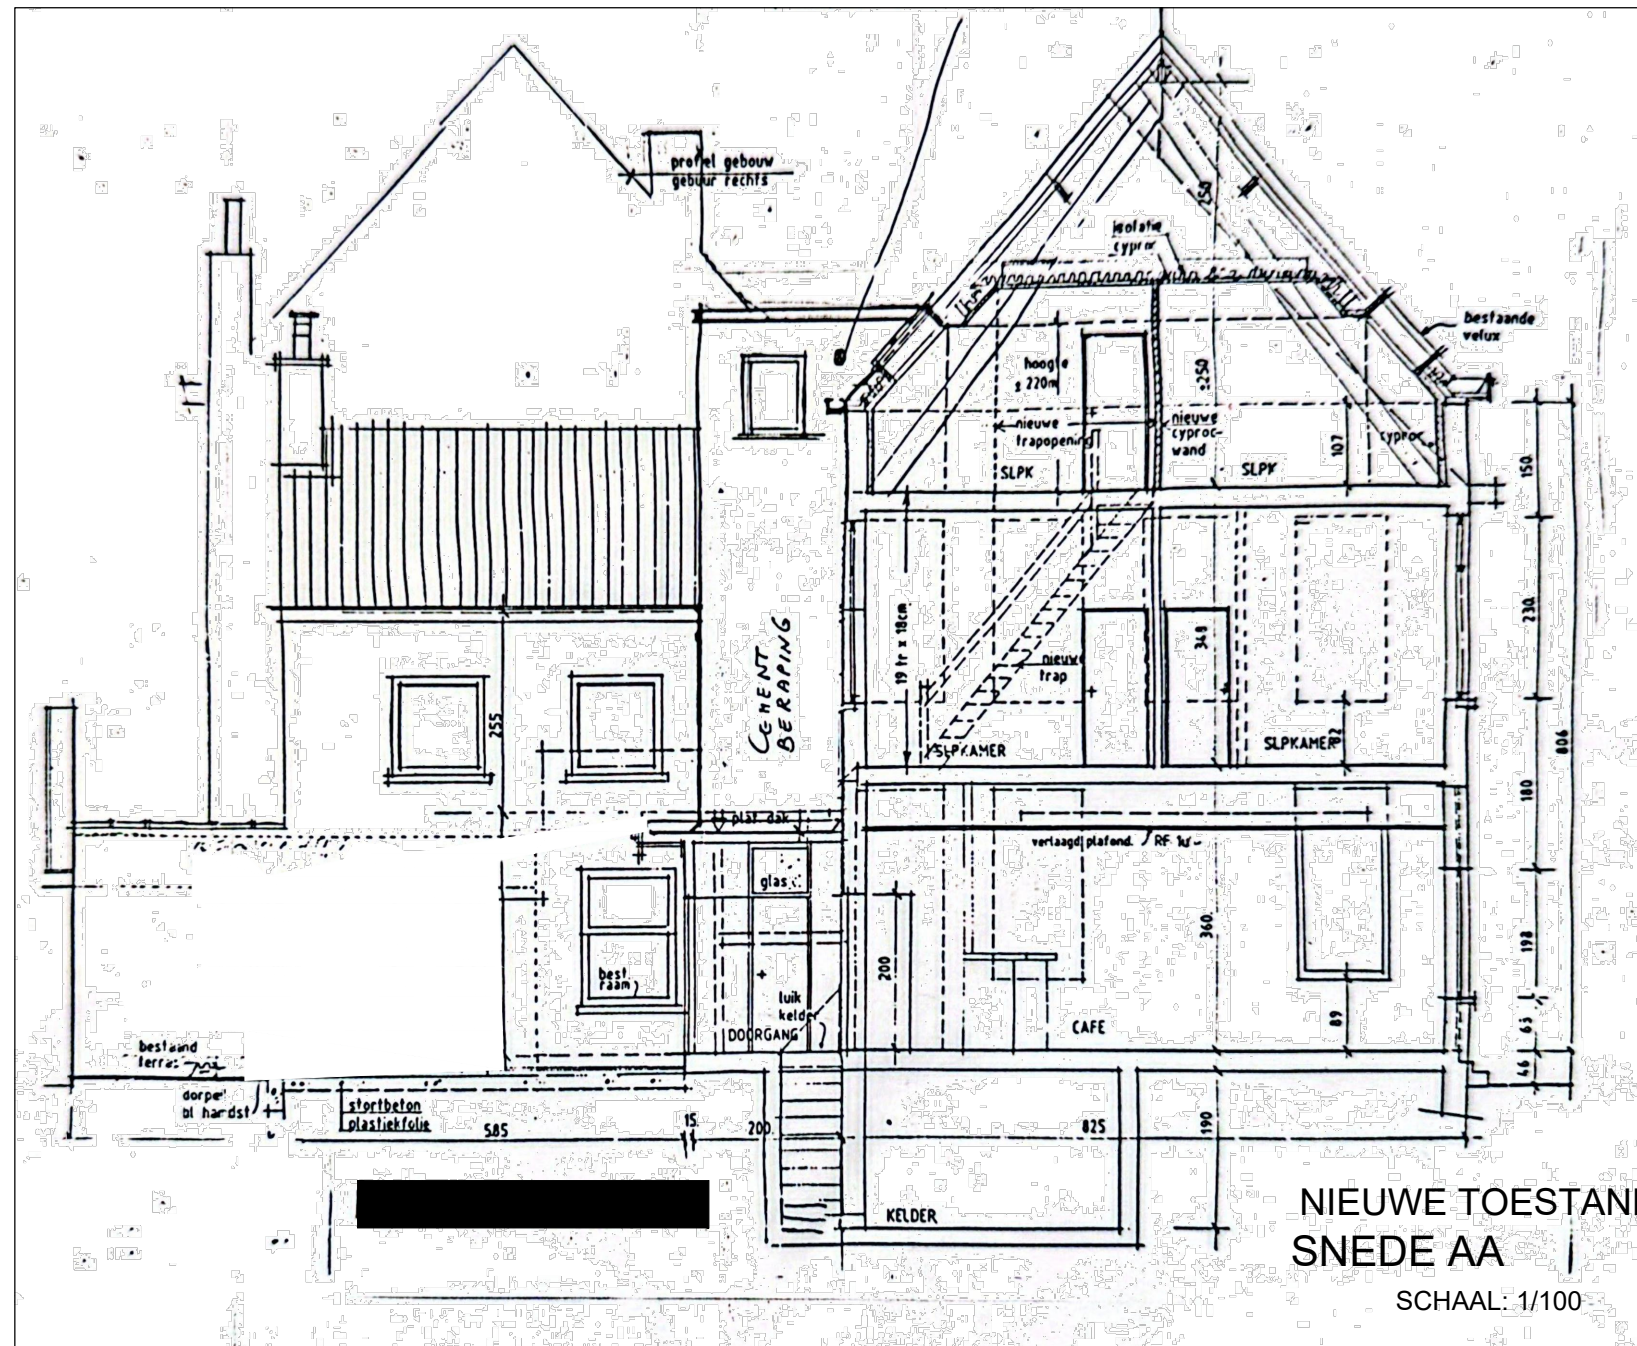 profiel gebouw
gebuur rechts
isolatie
cyproc
250
bestaande
velux
hoogte
± 220m
±250
nieuwe
trapopening
nieuwe
cyproc-
wand
107
cyproc
SLPK
SLPK
150
CEMENT
BERAPING
19 tr x 18cm
nieuwe
trap
348
230
255
SLPKAMER
SLPKAMER
92
806
180
plat dak
verlaagd plafond
RF
glas
360
200
198
best
raam
luik
kelder
DOORGANG
CAFE
89
63
46
bestaand
terras
dorpel
bl hardst
stortbeton
plastiekfolie
585
15
200
825
190
KELDER
NIEUWE TOESTAN
SNEDE AA
SCHAAL: 1/100